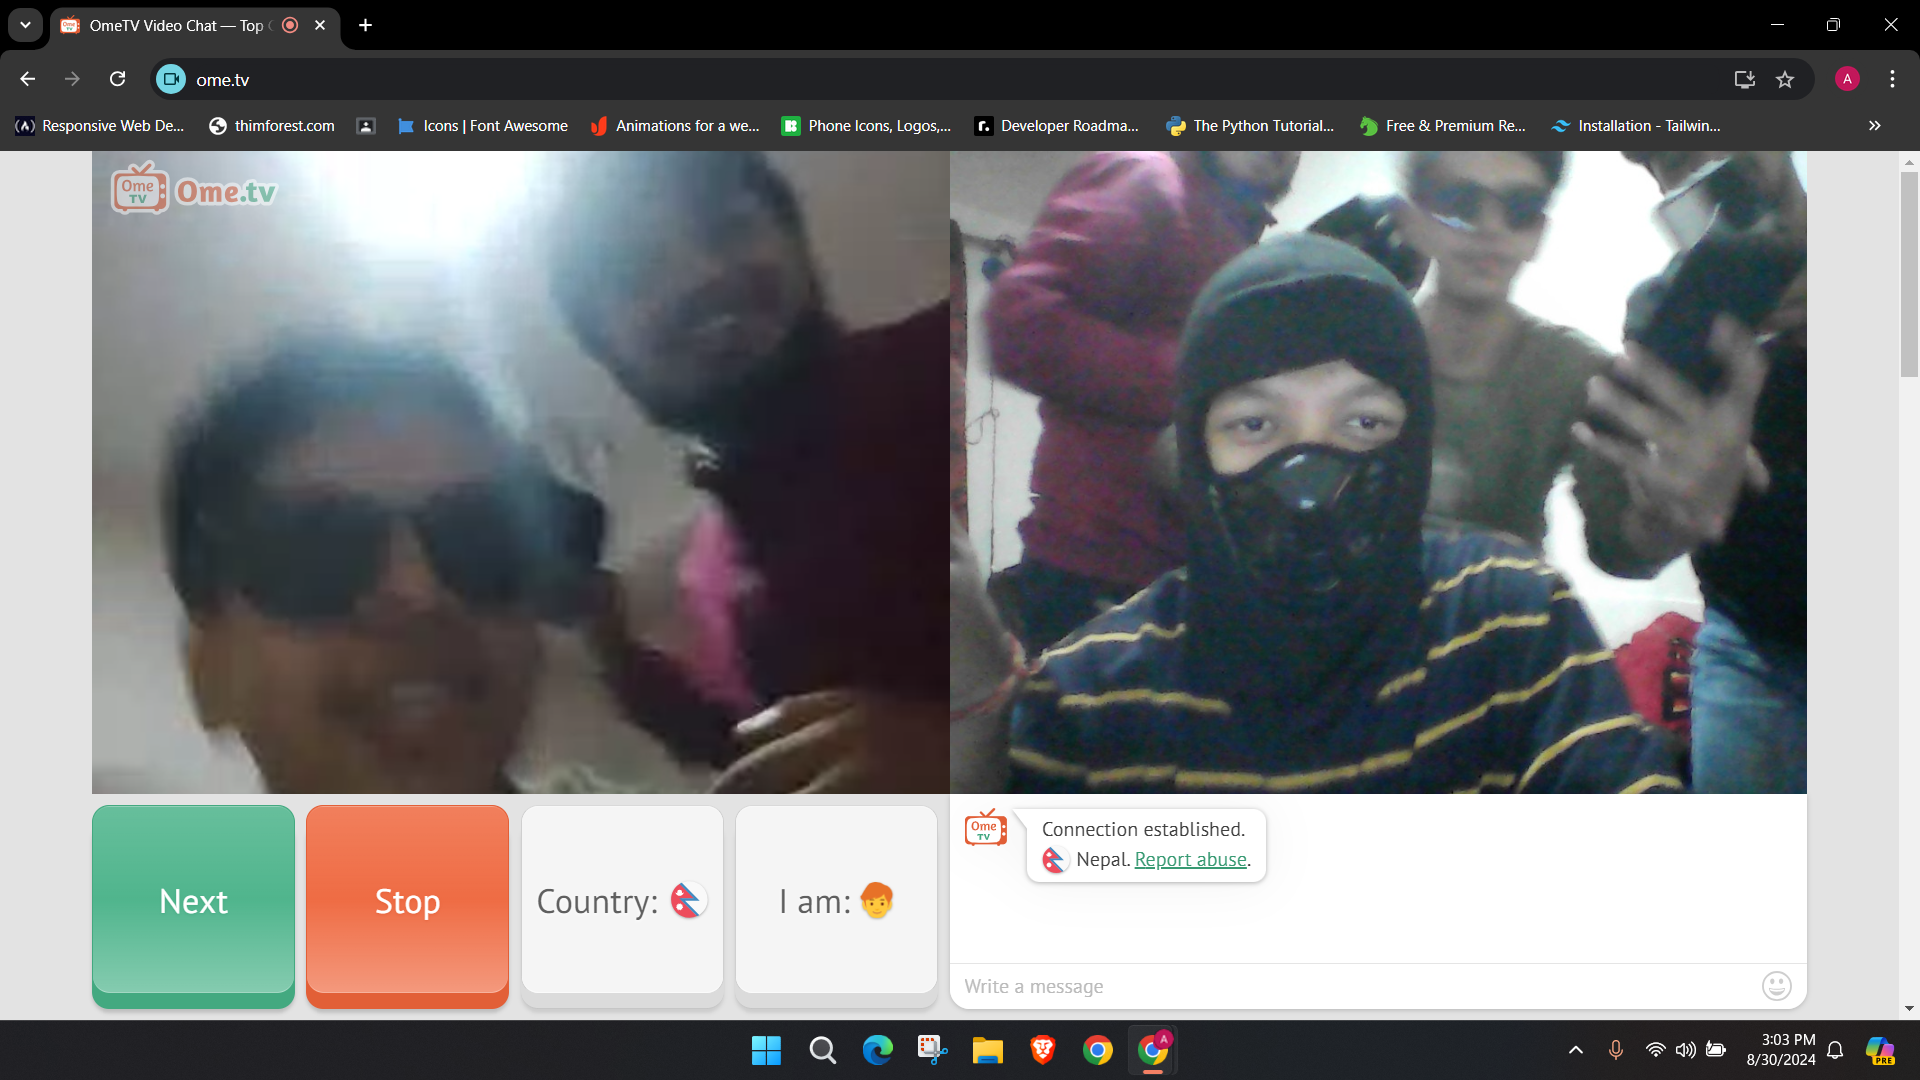 OmeTV Video Chat — Top
ome.tv
A
Responsive Web De...
thimforest.com
Icons | Font Awesome
Animations for a we...
Phone Icons, Logos,...
Developer Roadma...
The Python Tutorial...
Free & Premium Re...
Installation - Tailwin...
Ome TV Ome.tv
Next
Stop
Country:
I am:
Ome TV
Connection established.
Nepal. Report abuse.
Write a message
A
3:03 PM
8/30/2024
PRE